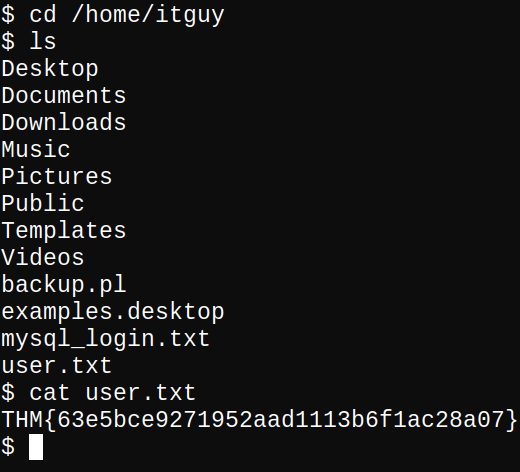 $ cd /home/itguy
$ ls
Desktop
Documents
Downloads
Music
Pictures
Public
Templates
Videos
backup.pl
examples.desktop
mysql_login.txt
user.txt
$ cat user.txt
THM{63e5bce9271952aad1113b6f1ac28a07}
$